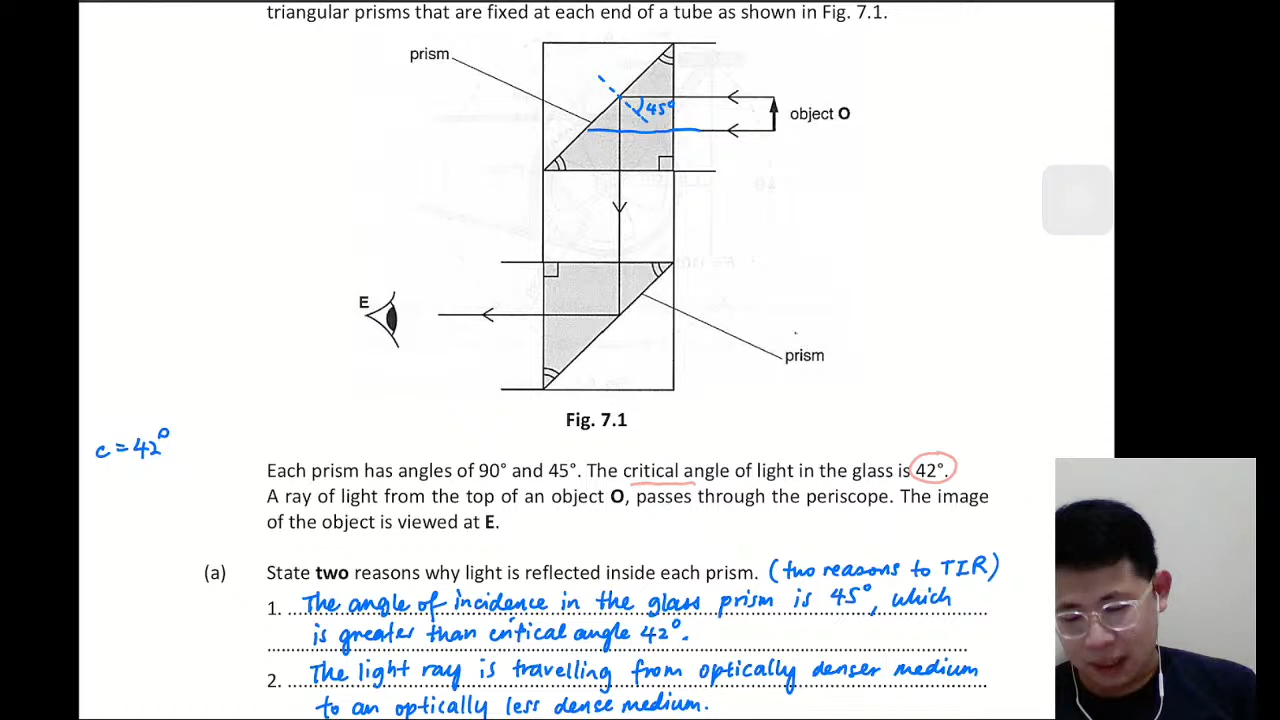 triangular prisms that are fixed at each end of a tube as shown in Fig. 7.1.
prism
45°
object O
E
prism
Fig. 7.1
c = 42°
Each prism has angles of 90° and 45°. The critical angle of light in the glass is 42°.
A ray of light from the top of an object O, passes through the periscope. The image
of the object is viewed at E.
(a) State two reasons why light is reflected inside each prism. (two reasons to TIR)
1. The angle of incidence in the glass prism is 45°, which
is greater than critical angle 42°.
2. The light ray is travelling from optically denser medium
to an optically less dence medium.